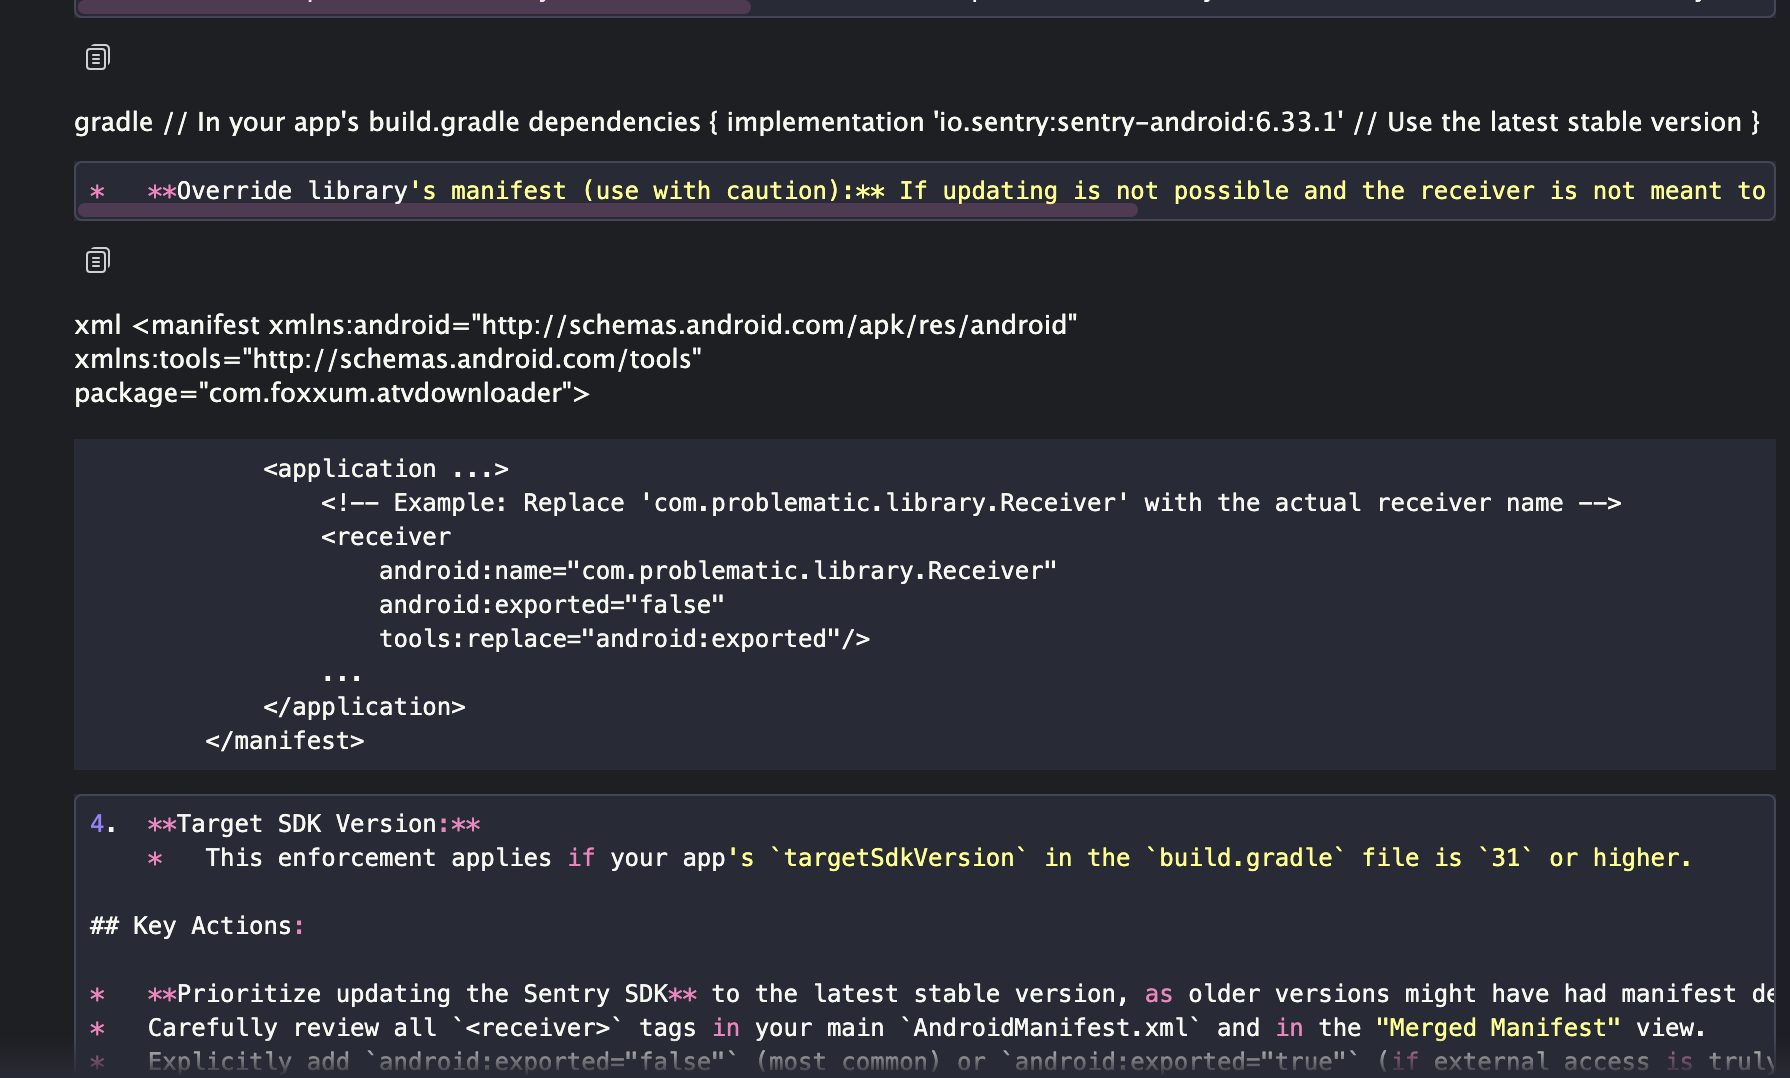 gradle // In your app's build.gradle dependencies { implementation 'io.sentry:sentry-android:6.33.1' // Use the latest stable version }
*   **Override library's manifest (use with caution):** If updating is not possible and the receiver is not meant to
xml <manifest xmlns:android="http://schemas.android.com/apk/res/android"
xmlns:tools="http://schemas.android.com/tools"
package="com.foxxum.atvdownloader">
            <application ...>
                <!-- Example: Replace 'com.problematic.library.Receiver' with the actual receiver name -->
                <receiver
                    android:name="com.problematic.library.Receiver"
                    android:exported="false"
                    tools:replace="android:exported"/>
                ...
            </application>
        </manifest>
4.  **Target SDK Version:**
    *   This enforcement applies if your app's `targetSdkVersion` in the `build.gradle` file is `31` or higher.
## Key Actions:
*   **Prioritize updating the Sentry SDK** to the latest stable version, as older versions might have had manifest
*   Carefully review all `<receiver>` tags in your main `AndroidManifest.xml` and in the "Merged Manifest" view.
*   Explicitly add `android:exported="false"` (most common) or `android:exported="true"` (if external access is truly